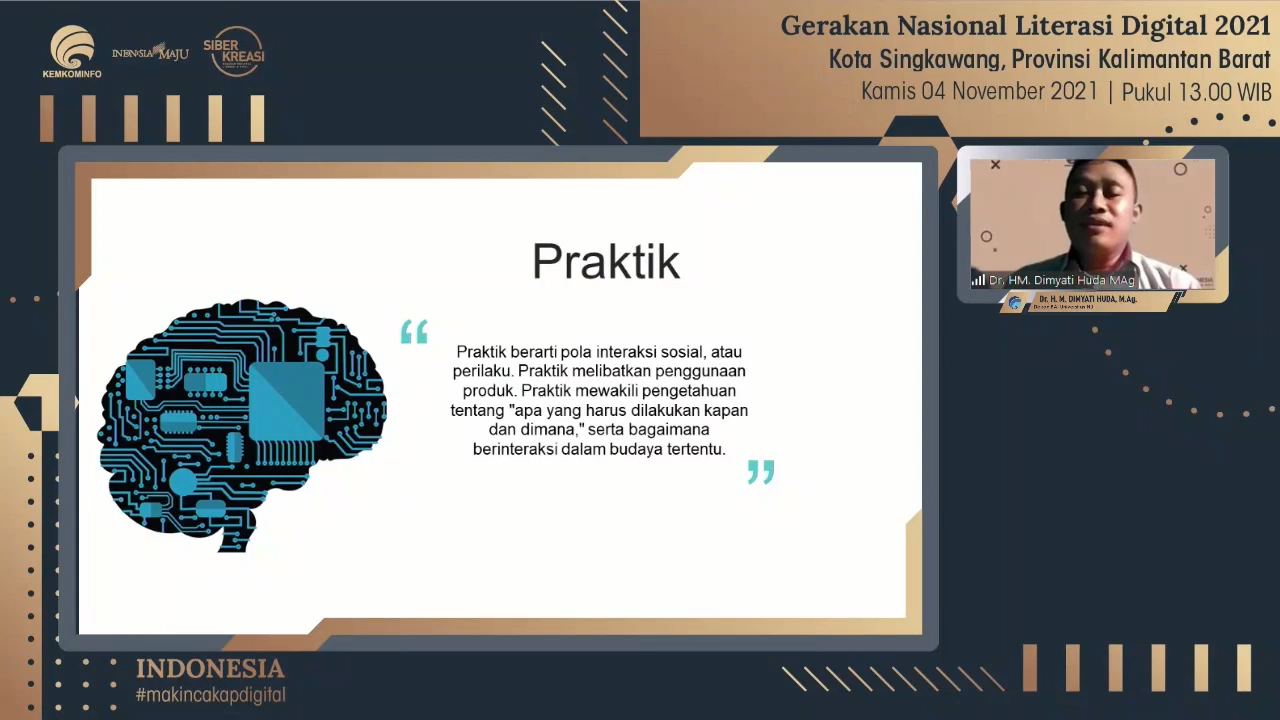 KEMKOMINFO
INDONESIA MAJU
SIBER
KREASI
Gerakan Nasional Literasi Digital 2021
Kota Singkawang, Provinsi Kalimantan Barat
Kamis 04 November 2021 | Pukul 13.00 WIB
Praktik
“
Praktik berarti pola interaksi sosial, atau
perilaku. Praktik melibatkan penggunaan
produk. Praktik mewakili pengetahuan
tentang "apa yang harus dilakukan kapan
dan dimana," serta bagaimana
berinteraksi dalam budaya tertentu.
”
Dr. HM. Dimyati Huda MAg
Dr. H. M. DIMYATI HUDA, M.Ag.
INDONESIA
#makincakapdigital